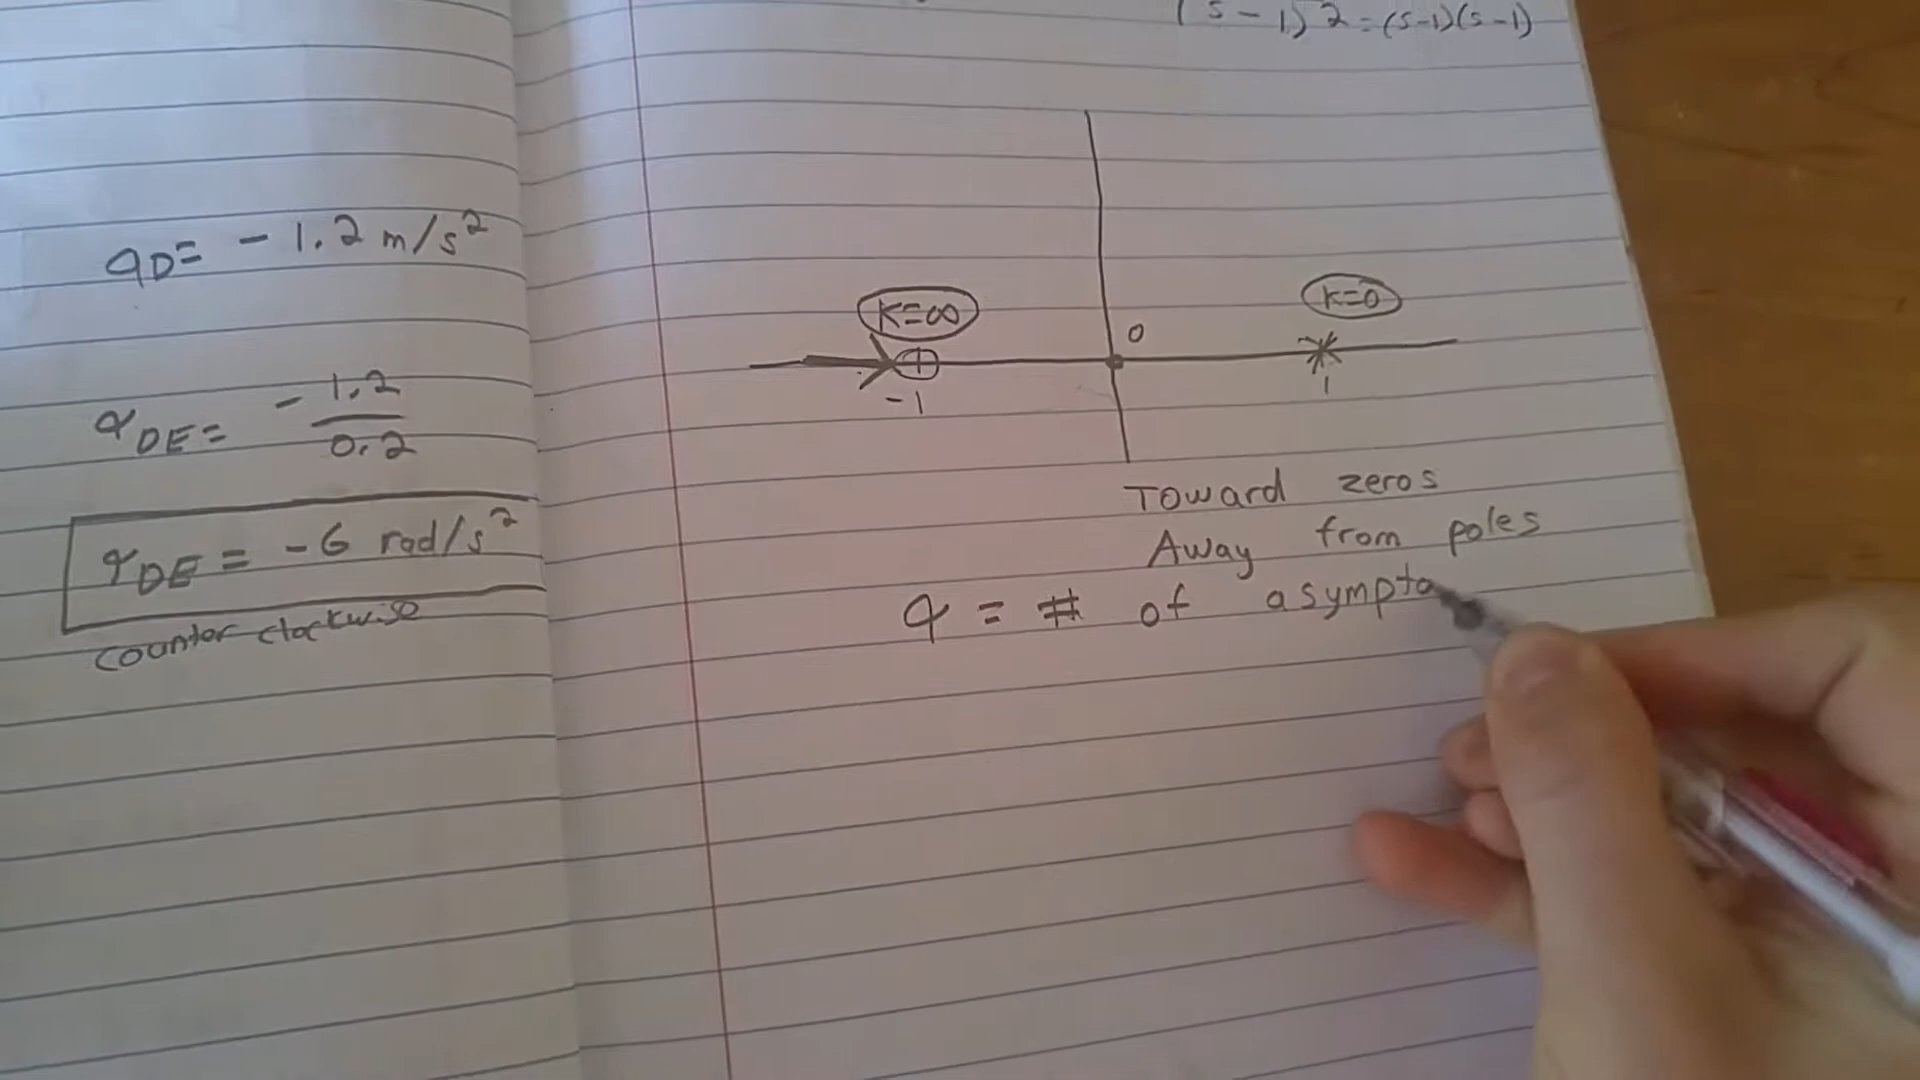 aD = - 1.2 m/s²
αDE = - 1.2 / 0.2
αDE = -6 rad/s²
counter clockwise
(s - 1)2 = (s-1)(s-1)
K=∞
K=0
0
-1
1
Toward zeros
Away from poles
α = # of asympto